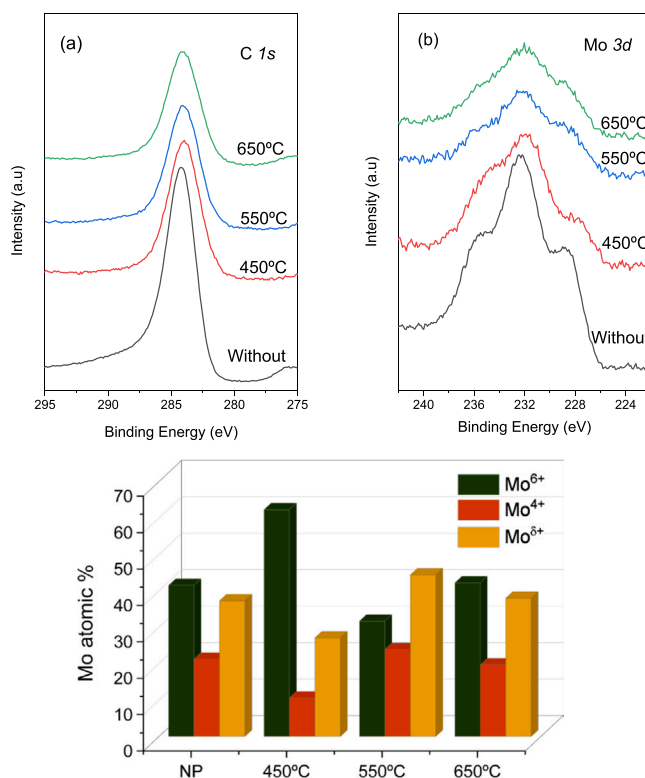 (a)
C 1s
650ºC
550ºC
450ºC
Without
Intensity (a.u)
295 290 285 280 275
Binding Energy (eV)
(b)
Mo 3d
650ºC
550ºC
450ºC
Without
Intensity (a.u)
240 236 232 228 224
Binding Energy (eV)
Mo⁶⁺
Mo⁴⁺
Mo^δ⁺
Mo atomic %
70
60
50
40
30
20
10
0
NP 450ºC 550ºC 650ºC